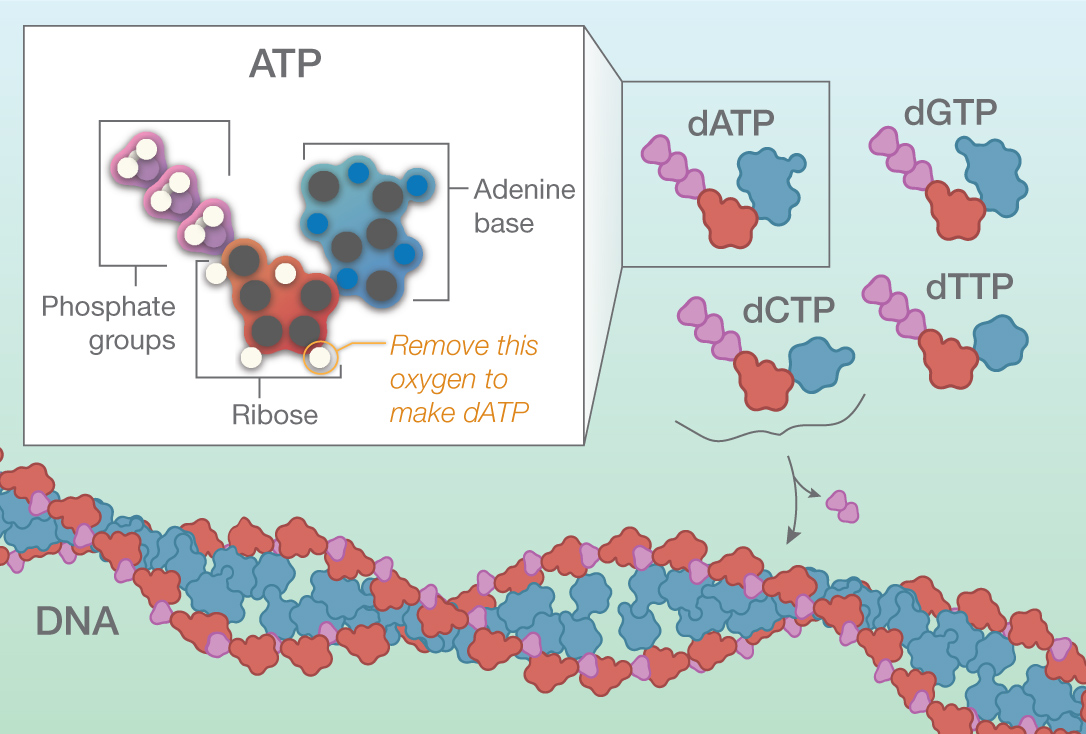 ATP
Phosphate
groups
Adenine
base
Ribose
Remove this
oxygen to
make dATP
dATP
dGTP
dCTP
dTTP
DNA